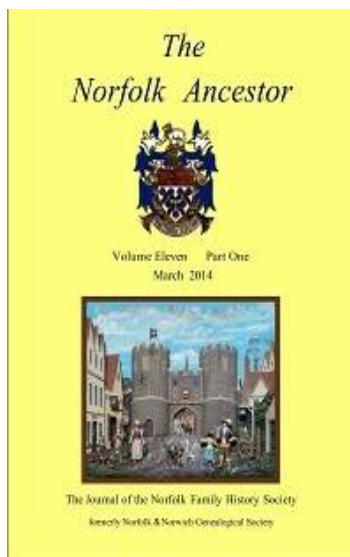 The
Norfolk Ancestor
Volume Eleven Part One
March 2014
The Journal of the Norfolk Family History Society
formerly Norfolk & Norwich Genealogical Society